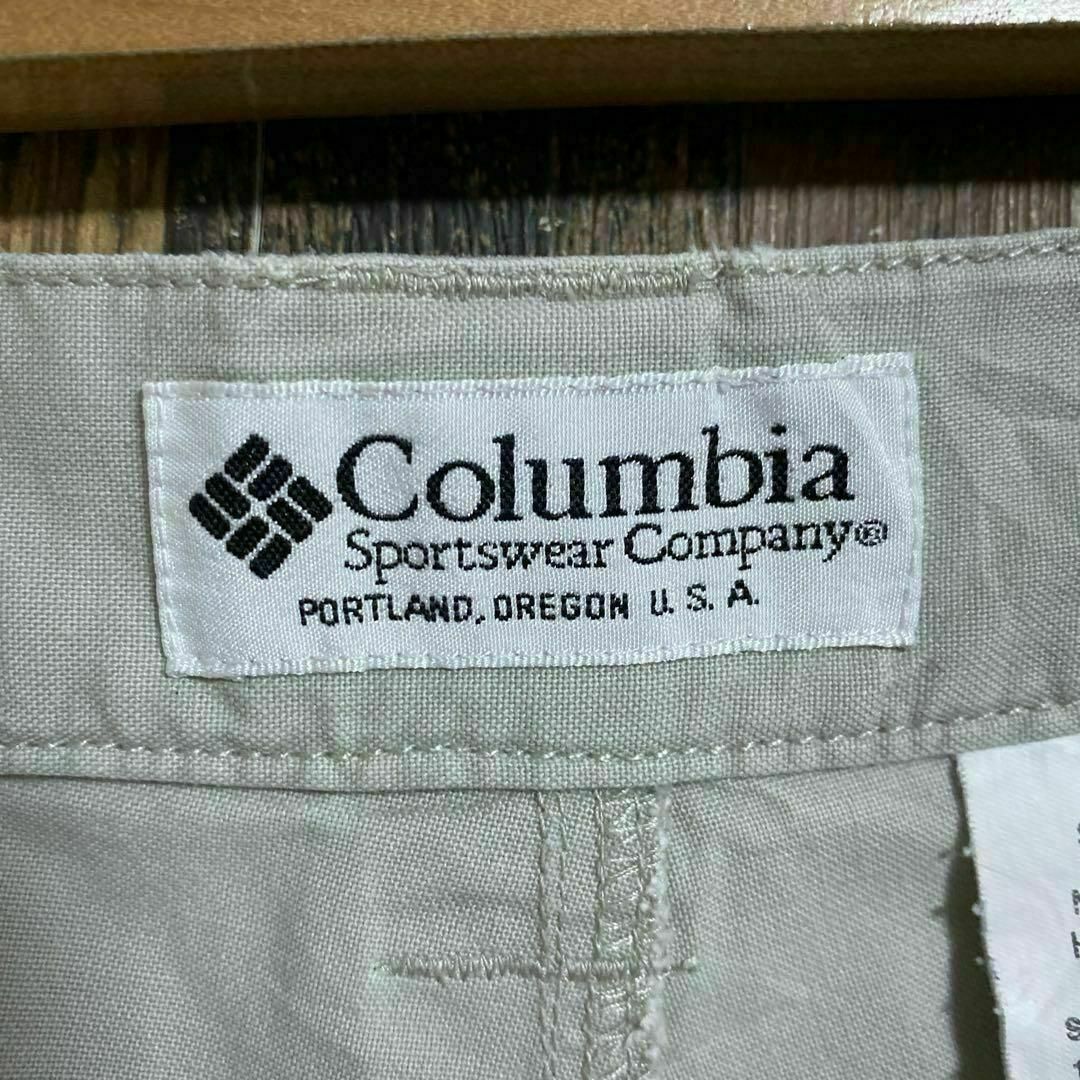 Columbia
Sportswear Company®
PORTLAND, OREGON U. S. A.